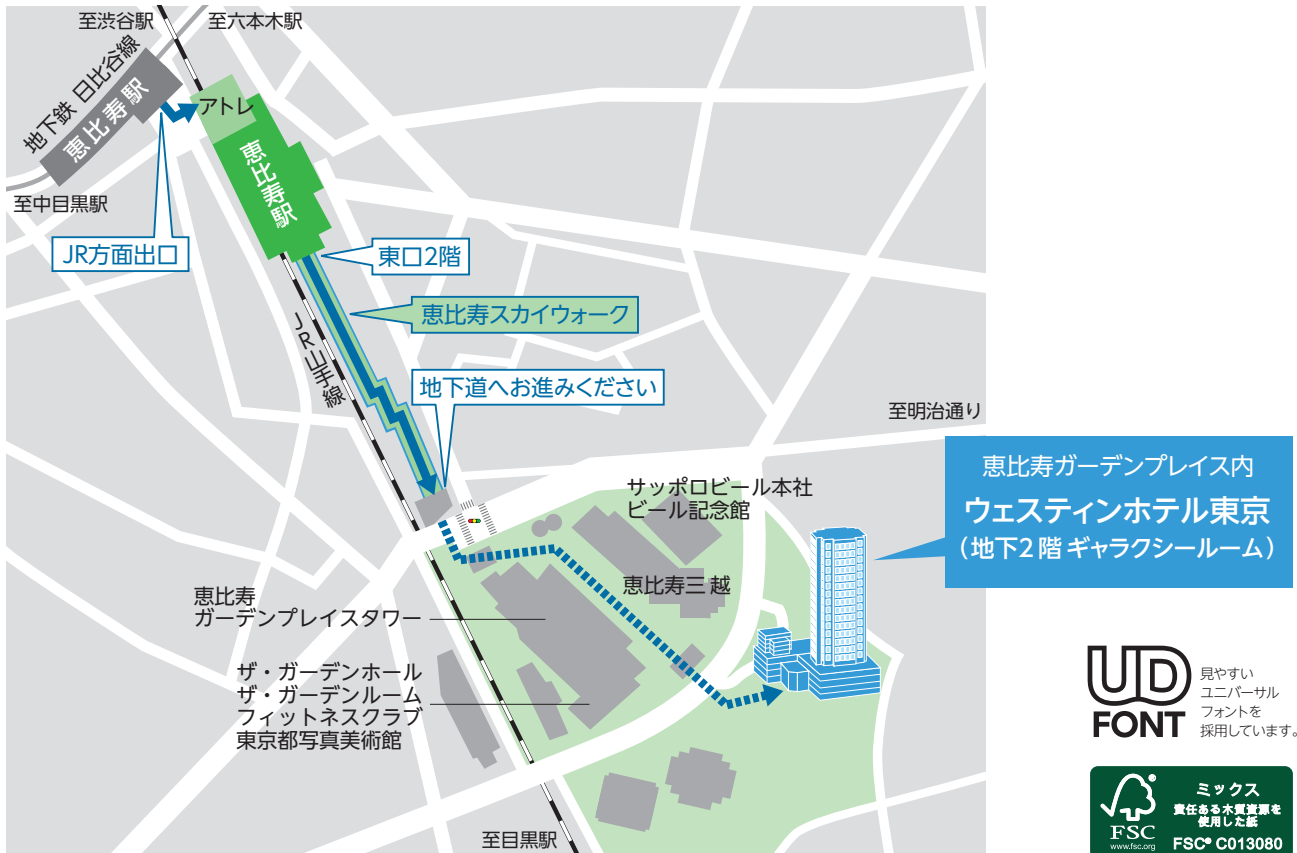 至渋谷駅
至六本木駅
地下鉄 日比谷線
恵比寿駅
アトレ
恵比寿駅
至中目黒駅
JR方面出口
東口2階
恵比寿スカイウォーク
JR山手線
地下道へお進みください
至明治通り
恵比寿ガーデンプレイス内
ウェスティンホテル東京
（地下2階 ギャラクシールーム）
サッポロビール本社
ビール記念館
恵比寿三越
恵比寿
ガーデンプレイスタワー
ザ・ガーデンホール
ザ・ガーデンルーム
フィットネスクラブ
東京都写真美術館
至目黒駅
UD
FONT
見やすい
ユニバーサル
フォントを
採用しています。
FSC
www.fsc.org
ミックス
責任ある木質資源を
使用した紙
FSC® C013080